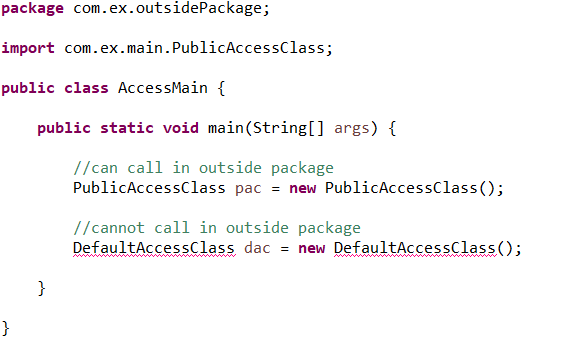 package com.ex.outsidePackage;
import com.ex.main.PublicAccessClass;
public class AccessMain {
public static void main(String[] args) {
//can call in outside package
PublicAccessClass pac = new PublicAccessClass();
//cannot call in outside package
DefaultAccessClass dac = new DefaultAccessClass();
}
}